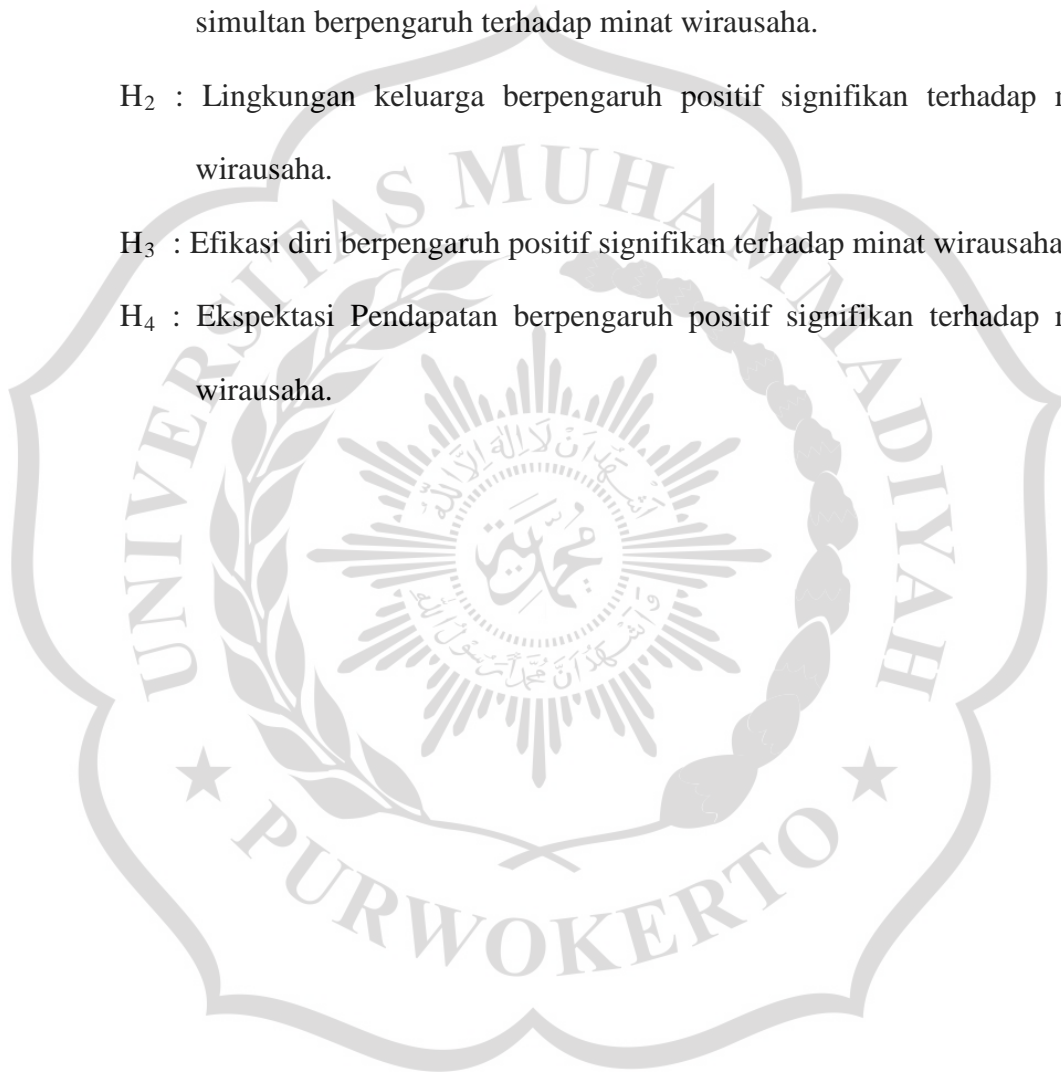 simultan berpengaruh terhadap minat wirausaha.
H₂ : Lingkungan keluarga berpengaruh positif signifikan terhadap
wirausaha.
H₃ : Efikasi diri berpengaruh positif signifikan terhadap minat wirausaha
H₄ : Ekspektasi Pendapatan berpengaruh positif signifikan terhadap
wirausaha.
UNIVERSITAS MUHAMMADIYAH
★ PURWOKERTO ★